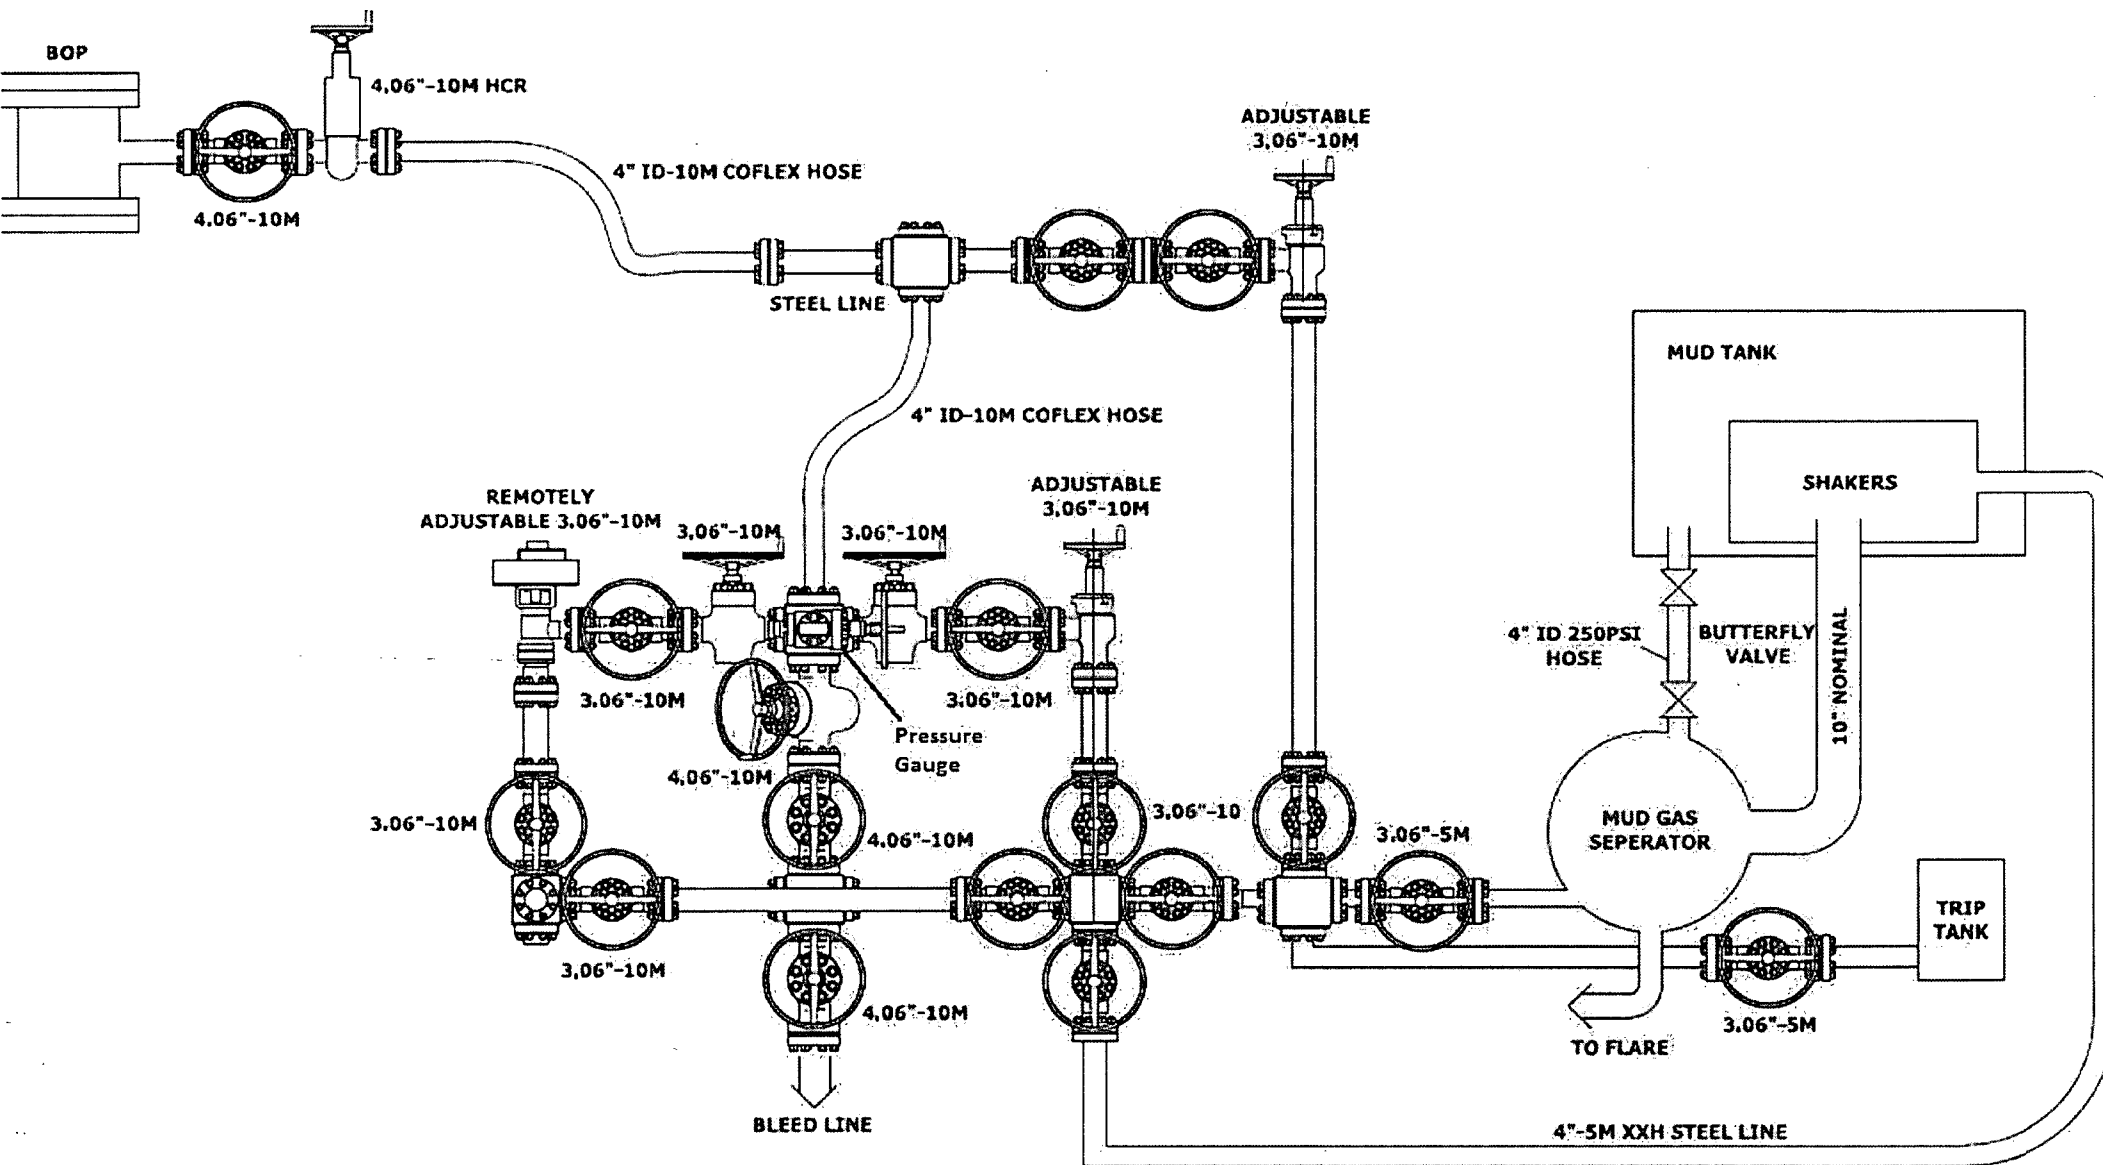 BOP
4.06"-10M HCR
4.06"-10M
4" ID-10M COFLEX HOSE
ADJUSTABLE
3.06"-10M
STEEL LINE
MUD TANK
4" ID-10M COFLEX HOSE
SHAKERS
REMOTELY
ADJUSTABLE 3.06"-10M
3.06"-10M
3.06"-10M
ADJUSTABLE
3.06"-10M
4" ID 250PSI
HOSE
BUTTERFLY
VALVE
10" NOMINAL
3.06"-10M
3.06"-10M
Pressure
Gauge
4.06"-10M
3.06"-10M
4.06"-10M
3.06"-10
3.06"-5M
MUD GAS
SEPERATOR
TRIP
TANK
3.06"-10M
4.06"-10M
3.06"-5M
TO FLARE
BLEED LINE
4"-5M XXH STEEL LINE